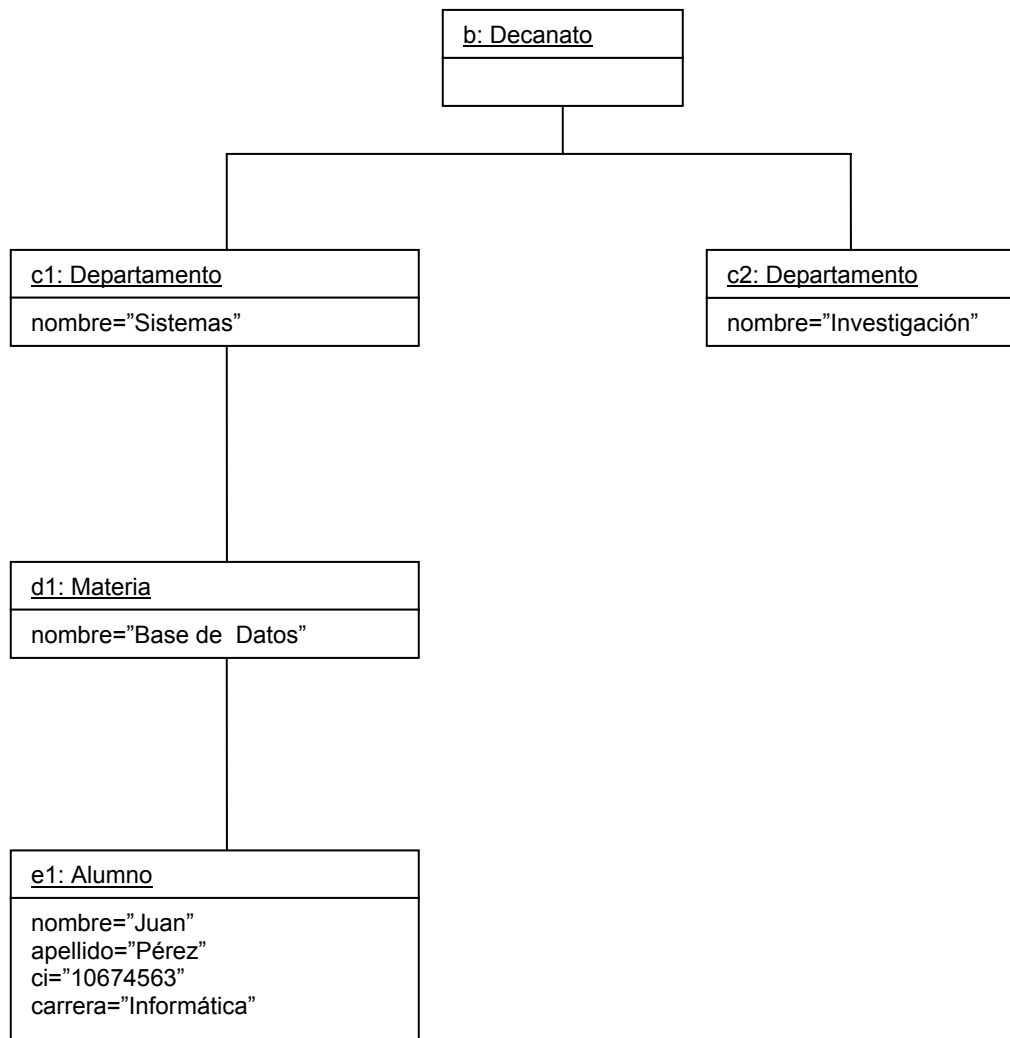 b: Decanato
c1: Departamento
nombre=”Sistemas”
c2: Departamento
nombre=”Investigación”
d1: Materia
nombre=”Base de  Datos”
e1: Alumno
nombre=”Juan”
apellido=”Pérez”
ci=”10674563”
carrera=”Informática”